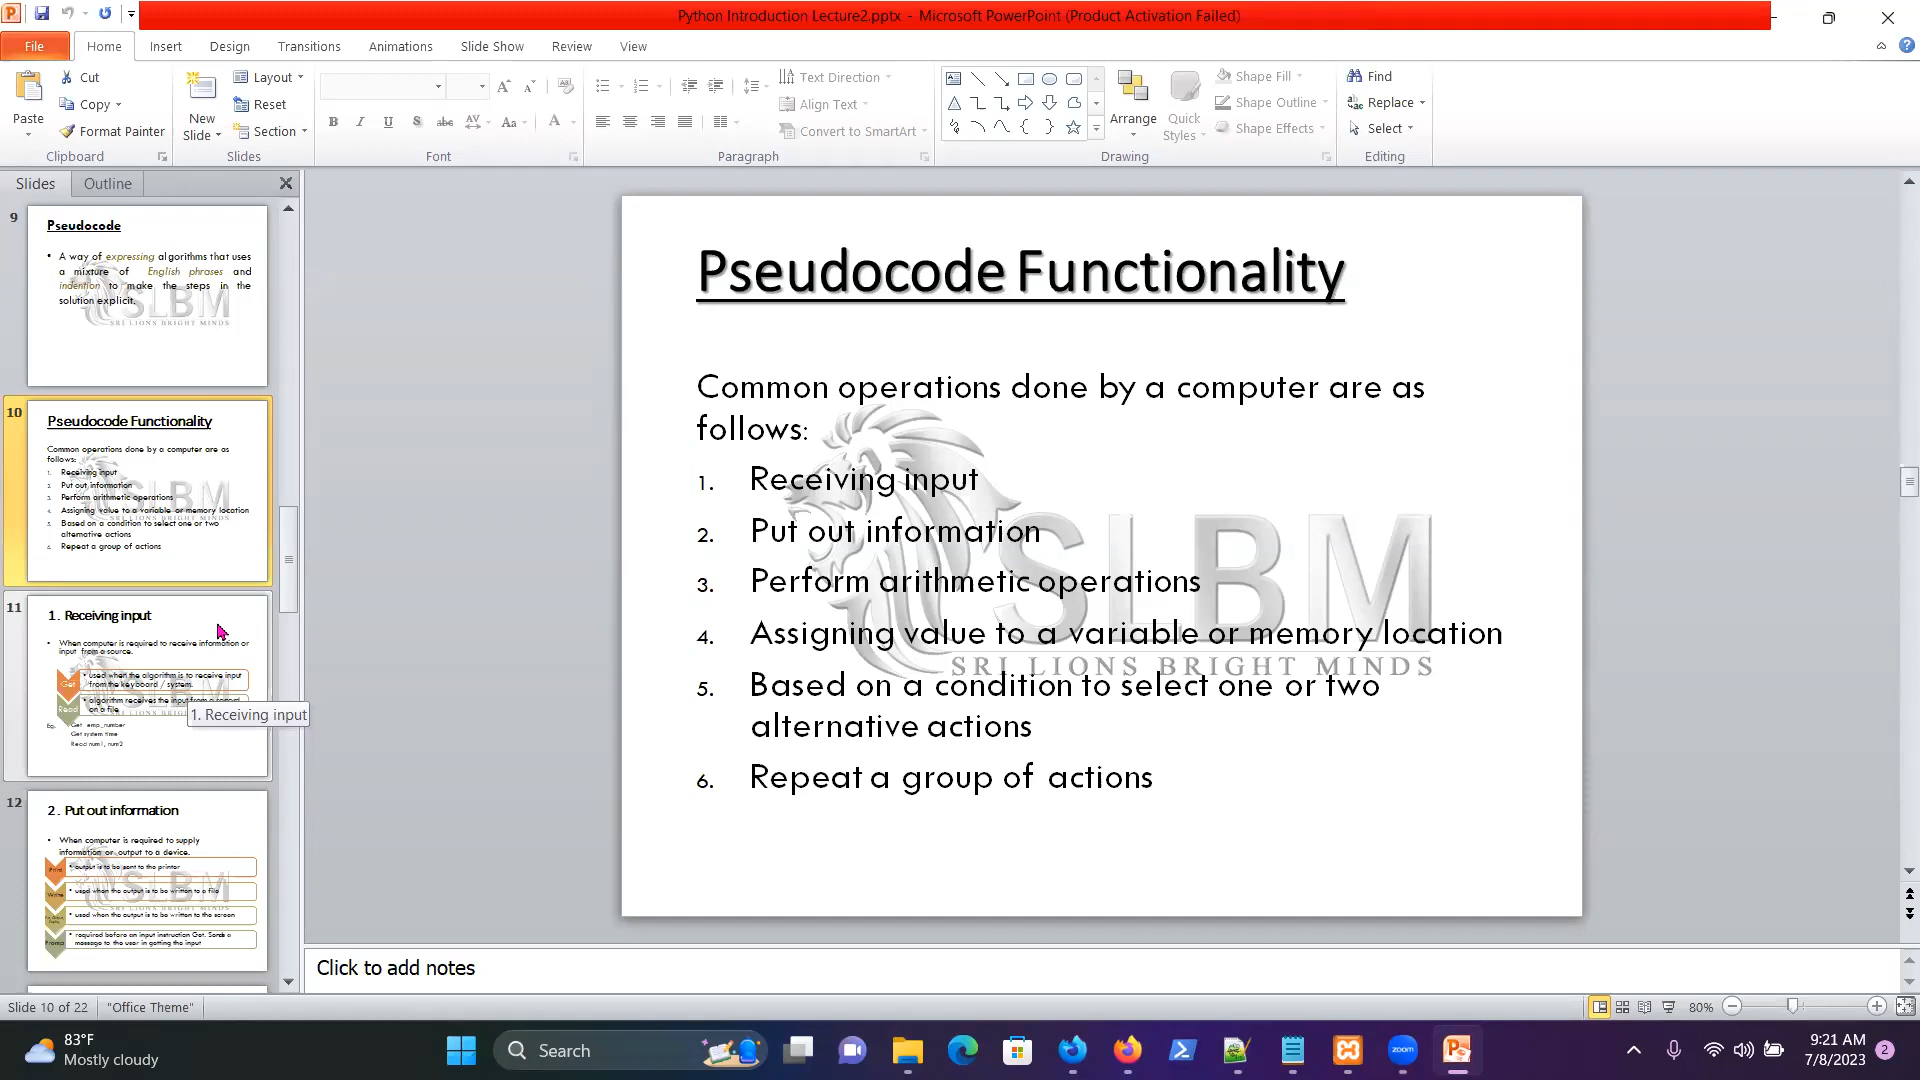 Python Introduction Lecture2.pptx - Microsoft PowerPoint (Product Activation Failed)
File Home Insert Design Transitions Animations Slide Show Review View
Paste
Cut
Copy
Format Painter
Clipboard
New Slide
Layout
Reset
Section
Slides
B I U S abc AV Aa A
Font
Text Direction
Align Text
Convert to SmartArt
Paragraph
Arrange
Quick Styles
Shape Fill
Shape Outline
Shape Effects
Drawing
Find
Replace
Select
Editing
Slides Outline
9
Pseudocode
• A way of expressing algorithms that uses
a mixture of English phrases and
indention to make the steps in the
solution explicit.
SLBM
SRI LIONS BRIGHT MINDS
10
Pseudocode Functionality
Common operations done by a computer are as
follows:
1. Receiving input
2. Put out information
3. Perform arithmetic operations
4. Assigning value to a variable or memory location
5. Based on a condition to select one or two
alternative actions
6. Repeat a group of actions
11
1. Receiving input
• When computer is required to receive information or
input from a source.
Get
• used when the algorithm is to receive input
from the keyboard / system.
Read
• algorithm receives the input from a record
on a file
Eg. Get emp_number
Get system time
Read num1, num2
1. Receiving input
12
2. Put out information
• When computer is required to supply
information or output to a device.
Print
• output is to be sent to the printer
Write
• used when the output is to be written to a file
• used when the output is to be written to the screen
Prompt
• required before an input instruction Get. Sends a
message to the user in getting the input
Pseudocode Functionality
Common operations done by a computer are as
follows:
1. Receiving input
2. Put out information
3. Perform arithmetic operations
4. Assigning value to a variable or memory location
5. Based on a condition to select one or two
alternative actions
6. Repeat a group of actions
SLBM
SRI LIONS BRIGHT MINDS
Click to add notes
Slide 10 of 22 "Office Theme" 80%
83°F
Mostly cloudy
Search
zoom
9:21 AM
7/8/2023
2